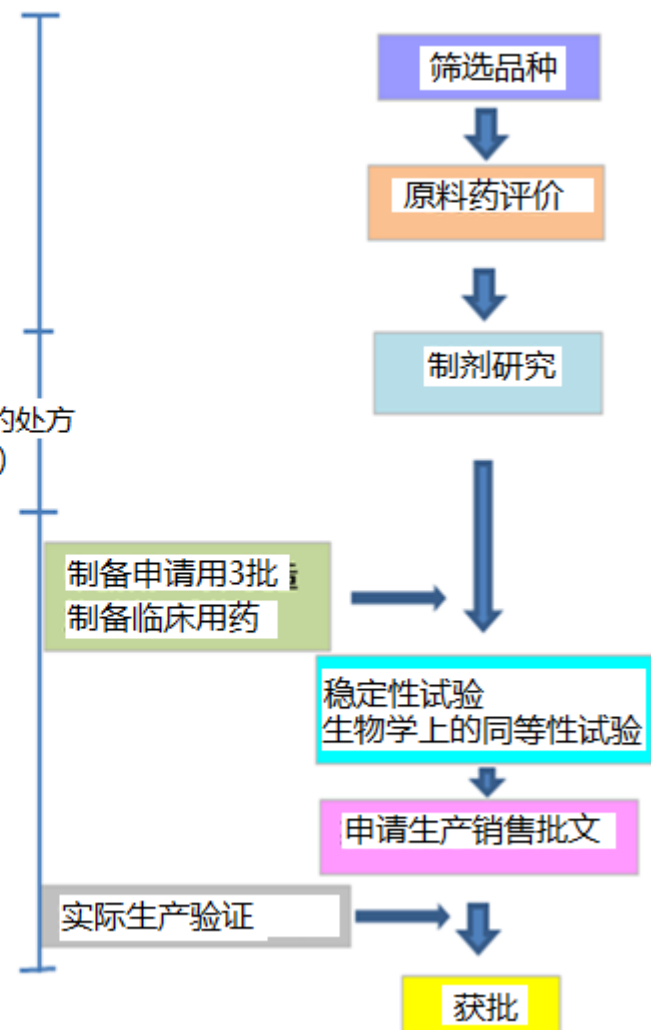 筛选品种
原料药评价
制剂研究
的处方
)
制备申请用3批
制备临床用药
稳定性试验
生物学上的同等性试验
申请生产销售批文
实际生产验证
获批